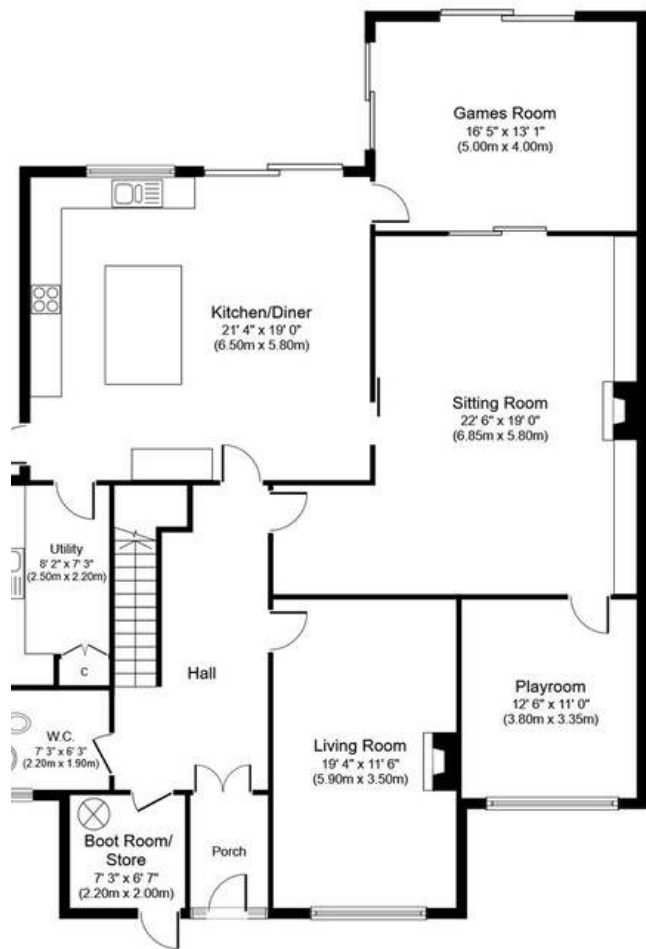 Games Room
16' 5" x 13' 1"
(5.00m x 4.00m)
Kitchen/Diner
21' 4" x 19' 0"
(6.50m x 5.80m)
Sitting Room
22' 6" x 19' 0"
(6.85m x 5.80m)
Utility
8' 2" x 7' 3"
(2.50m x 2.20m)
C
Hall
Playroom
12' 6" x 11' 0"
(3.80m x 3.35m)
W.C.
7' 3" x 6' 3"
(2.20m x 1.90m)
Living Room
19' 4" x 11' 6"
(5.90m x 3.50m)
Boot Room/
Store
7' 3" x 6' 7"
(2.20m x 2.00m)
Porch